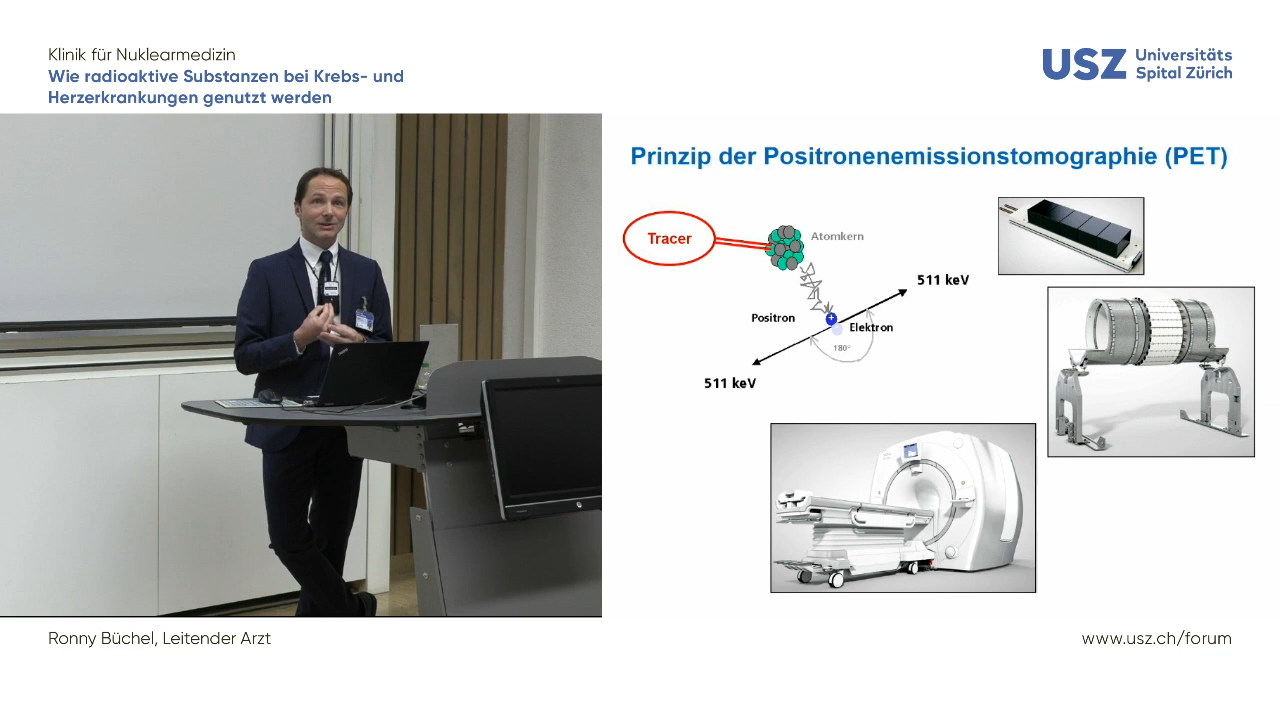 Klinik für Nuklearmedizin
Wie radioaktive Substanzen bei Krebs- und
Herzerkrankungen genutzt werden
USZ Universitäts
Spital Zürich
Prinzip der Positronenemissionstomographie (PET)
Tracer
Atomkern
511 keV
Positron
+
Elektron
180°
511 keV
Ronny Büchel, Leitender Arzt
www.usz.ch/forum